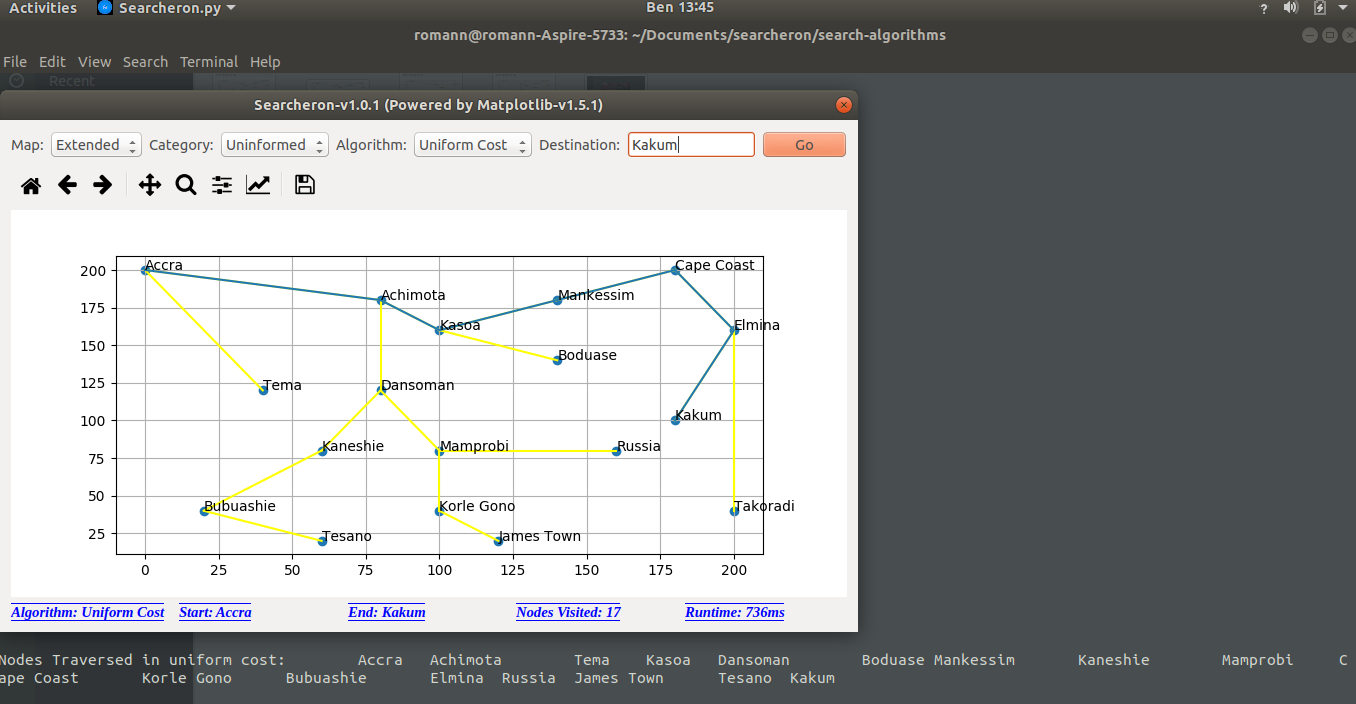 Activities Searcheron.py Ben 13:45 ?
romann@romann-Aspire-5733: ~/Documents/searcheron/search-algorithms
File Edit View Search Terminal Help
Recent
Searcheron-v1.0.1 (Powered by Matplotlib-v1.5.1)
Map: Extended Category: Uninformed Algorithm: Uniform Cost Destination: Kakum Go
200 Accra Cape Coast
Achimota Mankessim
175
Kasoa Elmina
150 Boduase
125 Tema Dansoman
100 Kakum
75 Kaneshie Mamprobi Russia
50 Bubuashie Korle Gono Takoradi
25 Tesano James Town
0 25 50 75 100 125 150 175 200
Algorithm: Uniform Cost Start: Accra End: Kakum Nodes Visited: 17 Runtime: 736ms
Nodes Traversed in uniform cost: Accra Achimota Tema Kasoa Dansoman Boduase Mankessim Kaneshie Mamprobi C
ape Coast Korle Gono Bubuashie Elmina Russia James Town Tesano Kakum